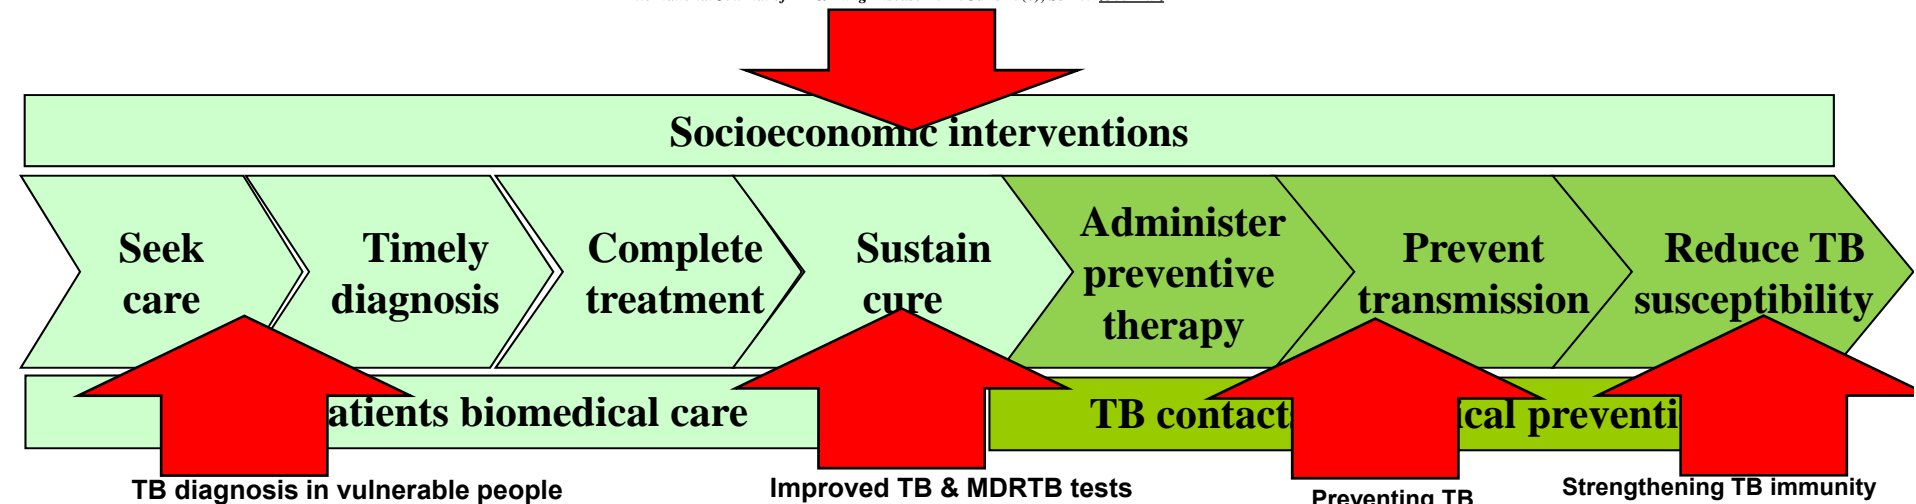 Socioeconomic interventions
Seek
care
Timely
diagnosis
Complete
treatment
Sustain
cure
Administer
preventive
therapy
Prevent
transmission
Reduce TB
susceptibility
atients biomedical care
TB contact ical preventi
TB diagnosis in vulnerable people
Improved TB & MDRTB tests
Preventing TB
Strengthening TB immunity